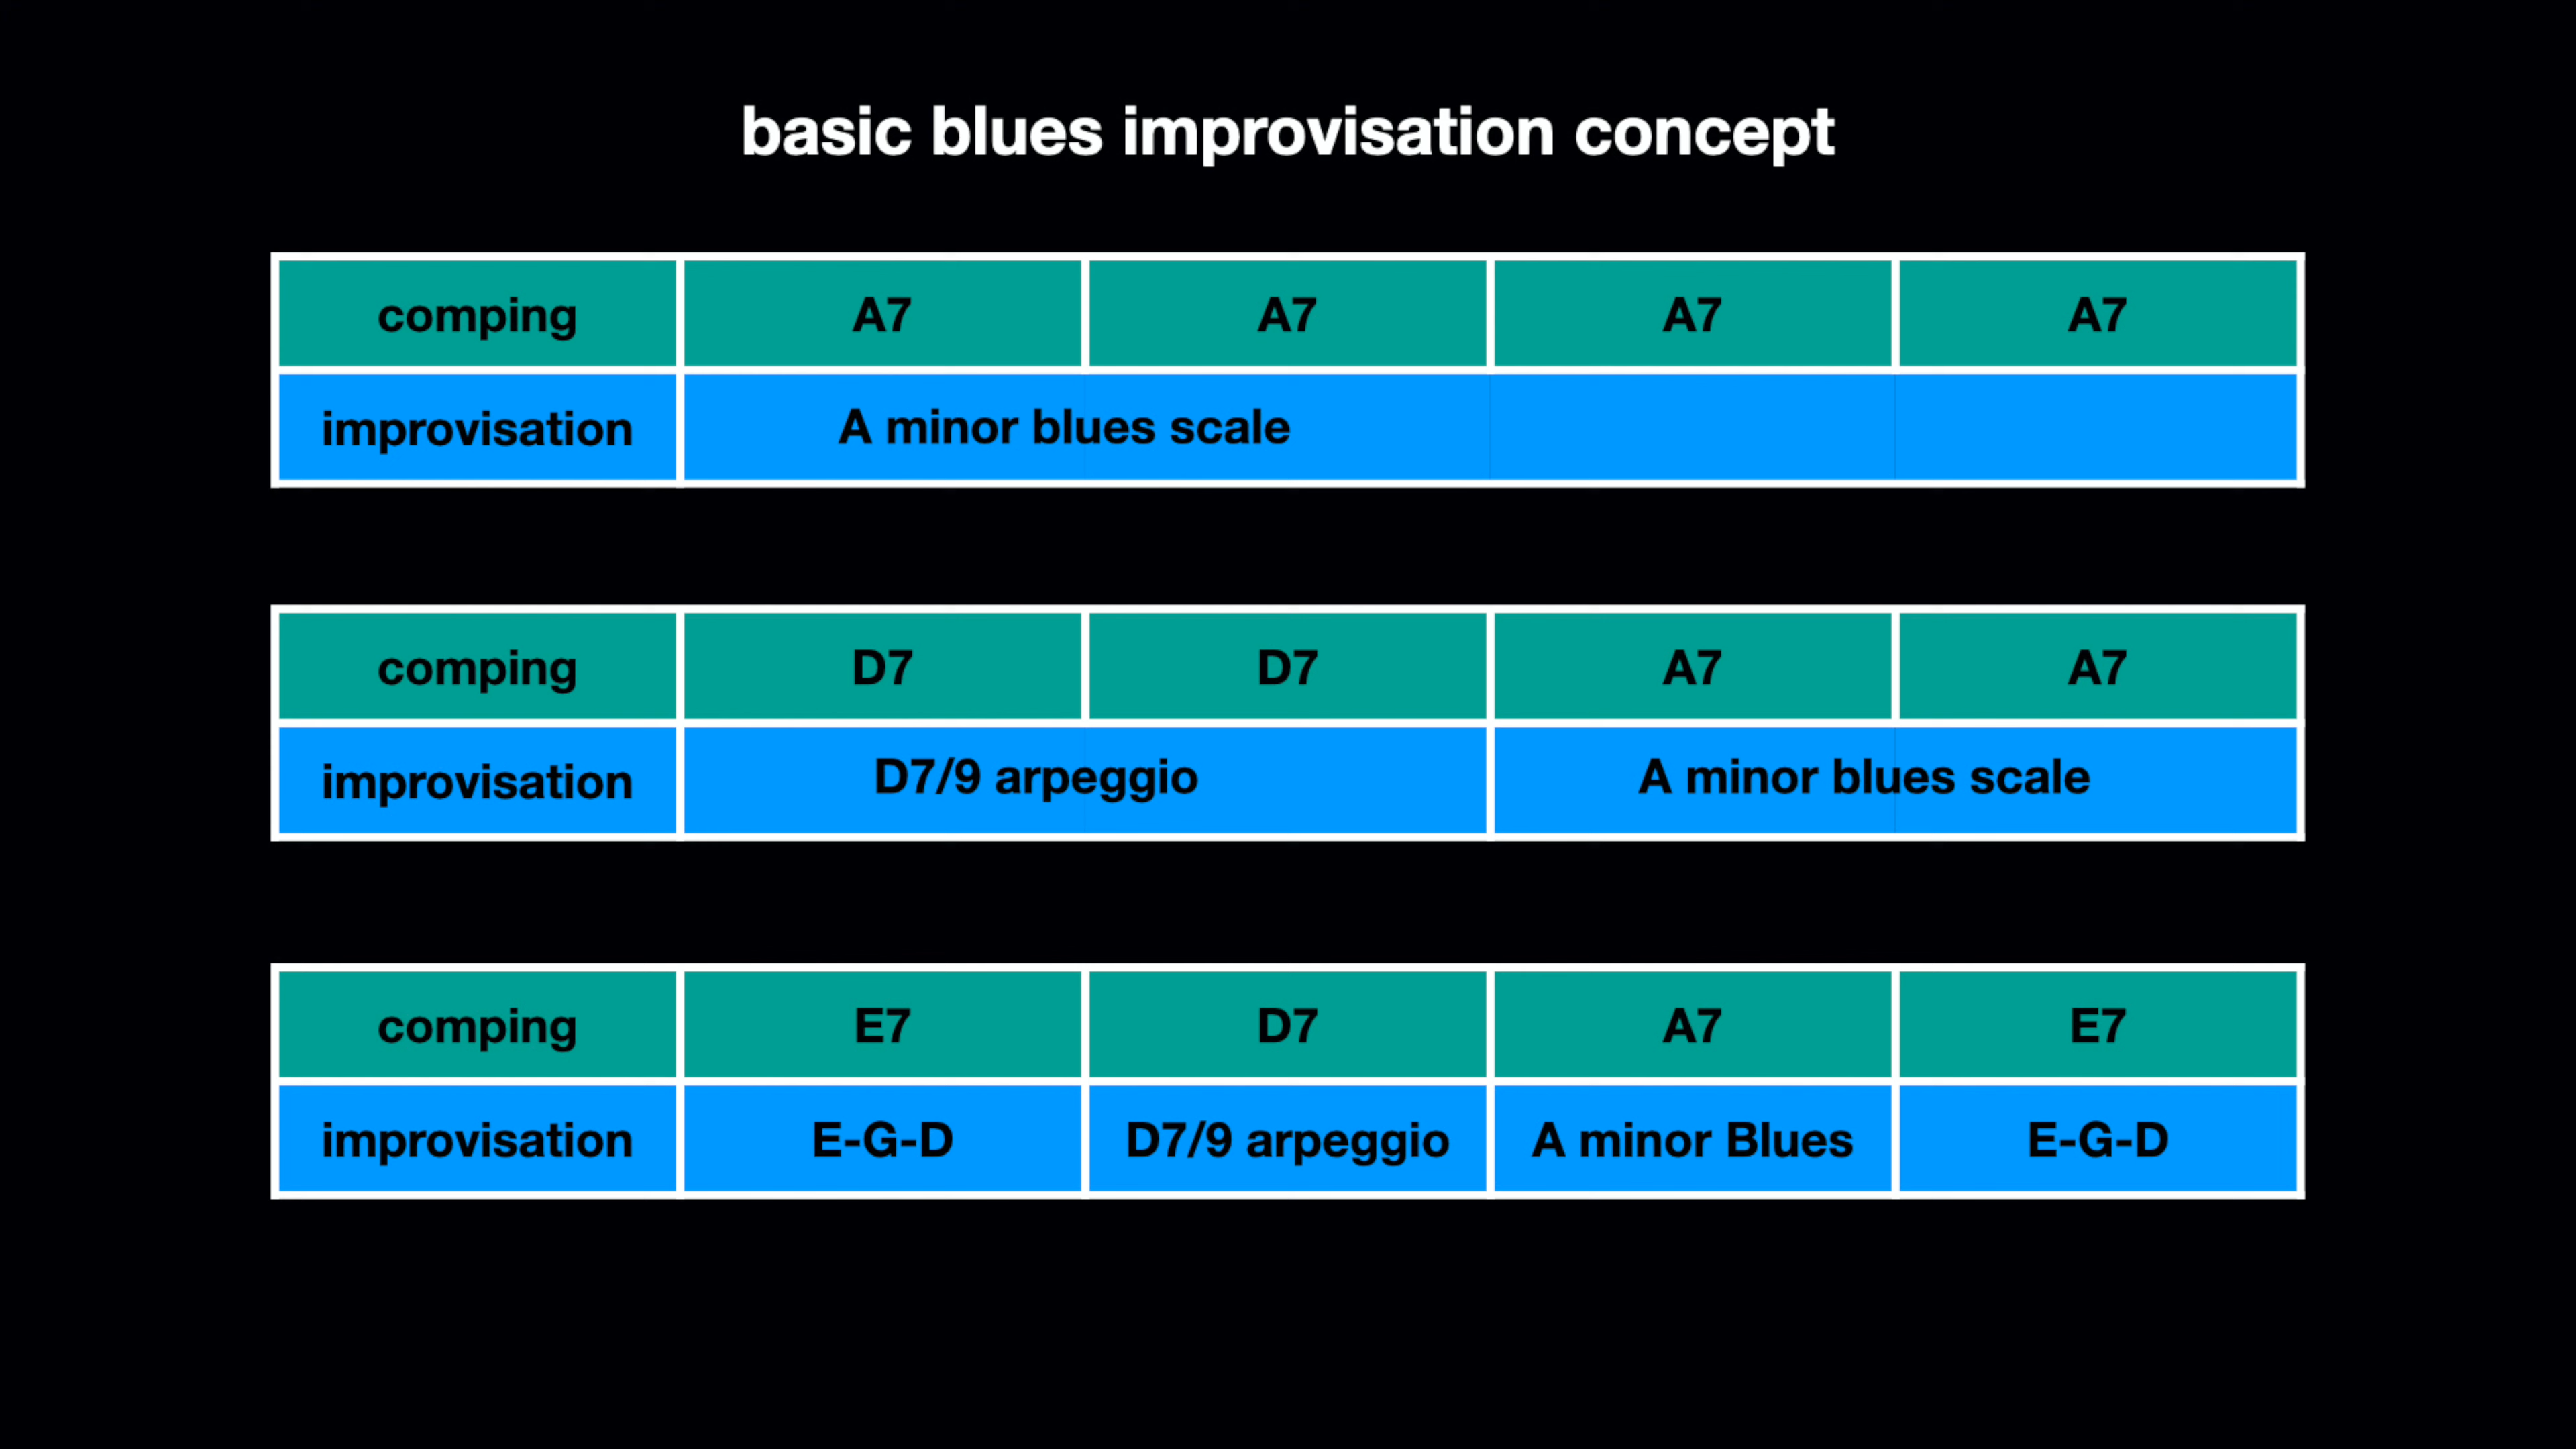 basic blues improvisation concept
comping A7 A7 A7 A7
improvisation A minor blues scale
comping D7 D7 A7 A7
improvisation D7/9 arpeggio A minor blues scale
comping E7 D7 A7 E7
improvisation E-G-D D7/9 arpeggio A minor Blues E-G-D